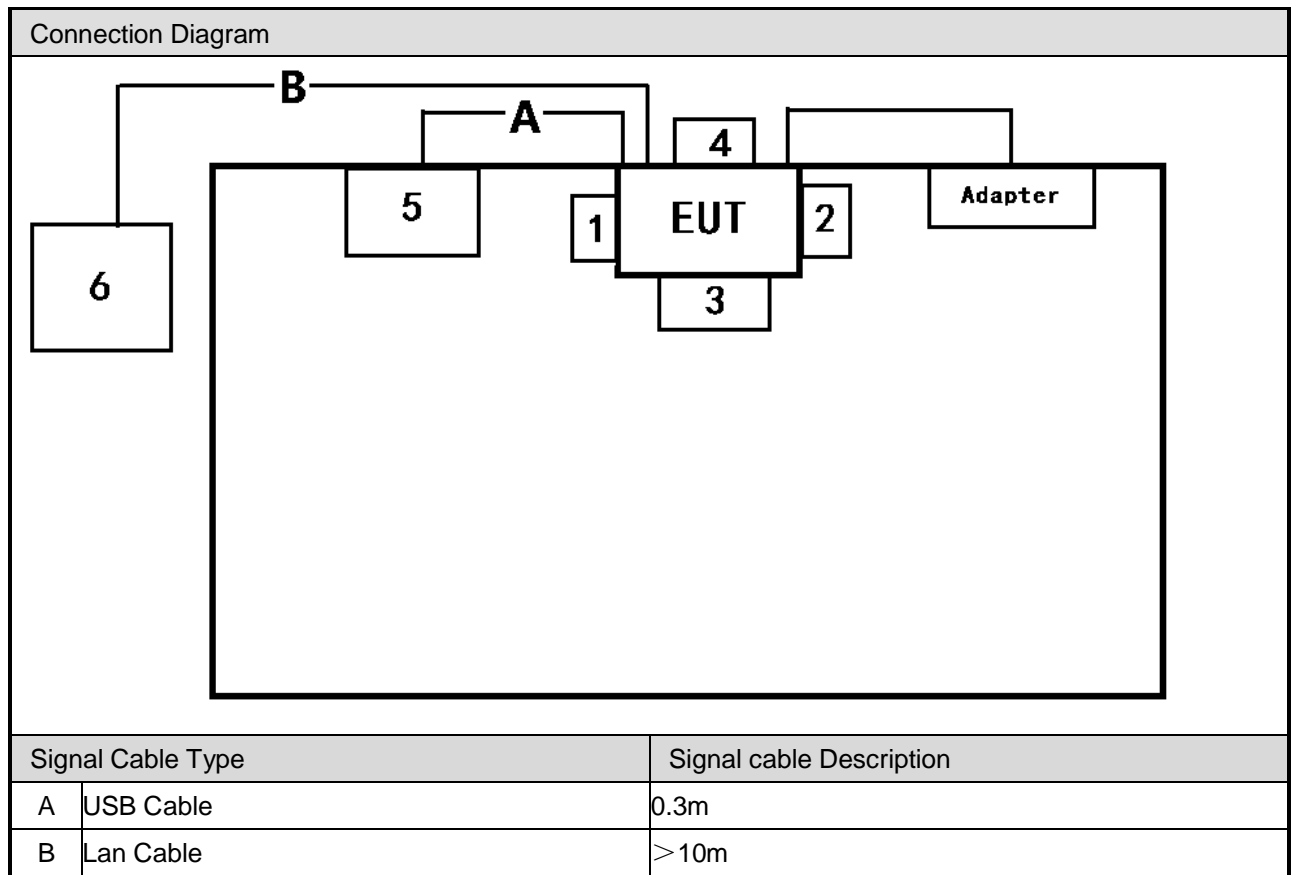 Connection Diagram
B
A
4
5
1
EUT
2
Adapter
6
3
Signal Cable Type Signal cable Description
A USB Cable 0.3m
B Lan Cable ＞10m